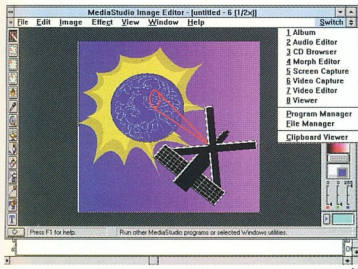 MediaStudio Image Editor - [untitled - 6 [1/2x]]
File Edit Image Effect View Window Help Switch
1 Album
2 Audio Editor
3 CD Browser
4 Morph Editor
5 Screen Capture
6 Video Capture
7 Video Editor
8 Viewer
Program Manager
File Manager
Clipboard Viewer
T
Press F1 for help. Run other MediaStudio programs or selected Windows utilities.